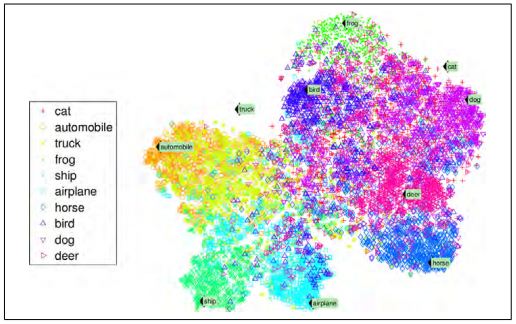 frog
cat
bird
dog
truck
automobile
deer
horse
ship
airplane
cat
automobile
truck
frog
ship
airplane
horse
bird
dog
deer